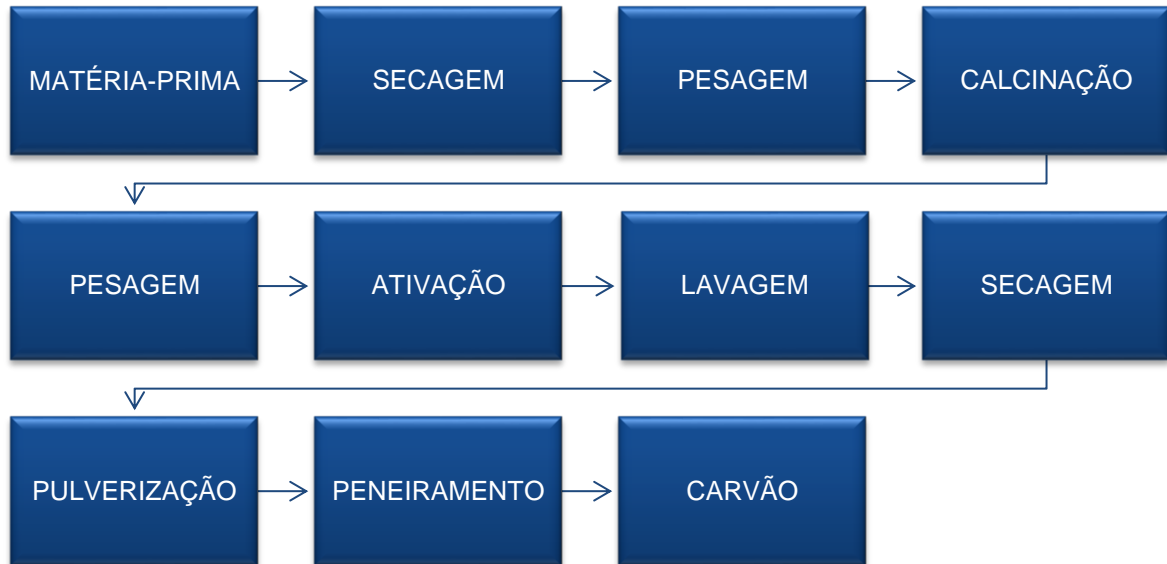 MATÉRIA-PRIMA
SECAGEM
PESAGEM
CALCINAÇÃO
PESAGEM
ATIVAÇÃO
LAVAGEM
SECAGEM
PULVERIZAÇÃO
PENEIRAMENTO
CARVÃO